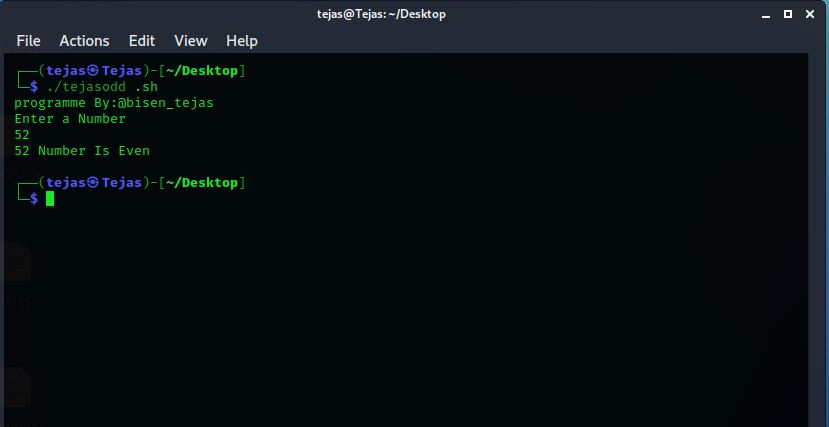 tejas@Tejas: ~/Desktop
File Actions Edit View Help
┌──(tejas㉿Tejas)-[~/Desktop]
└─$ ./tejasodd .sh
programme By:@bisen_tejas
Enter a Number
52
52 Number Is Even
┌──(tejas㉿Tejas)-[~/Desktop]
└─$